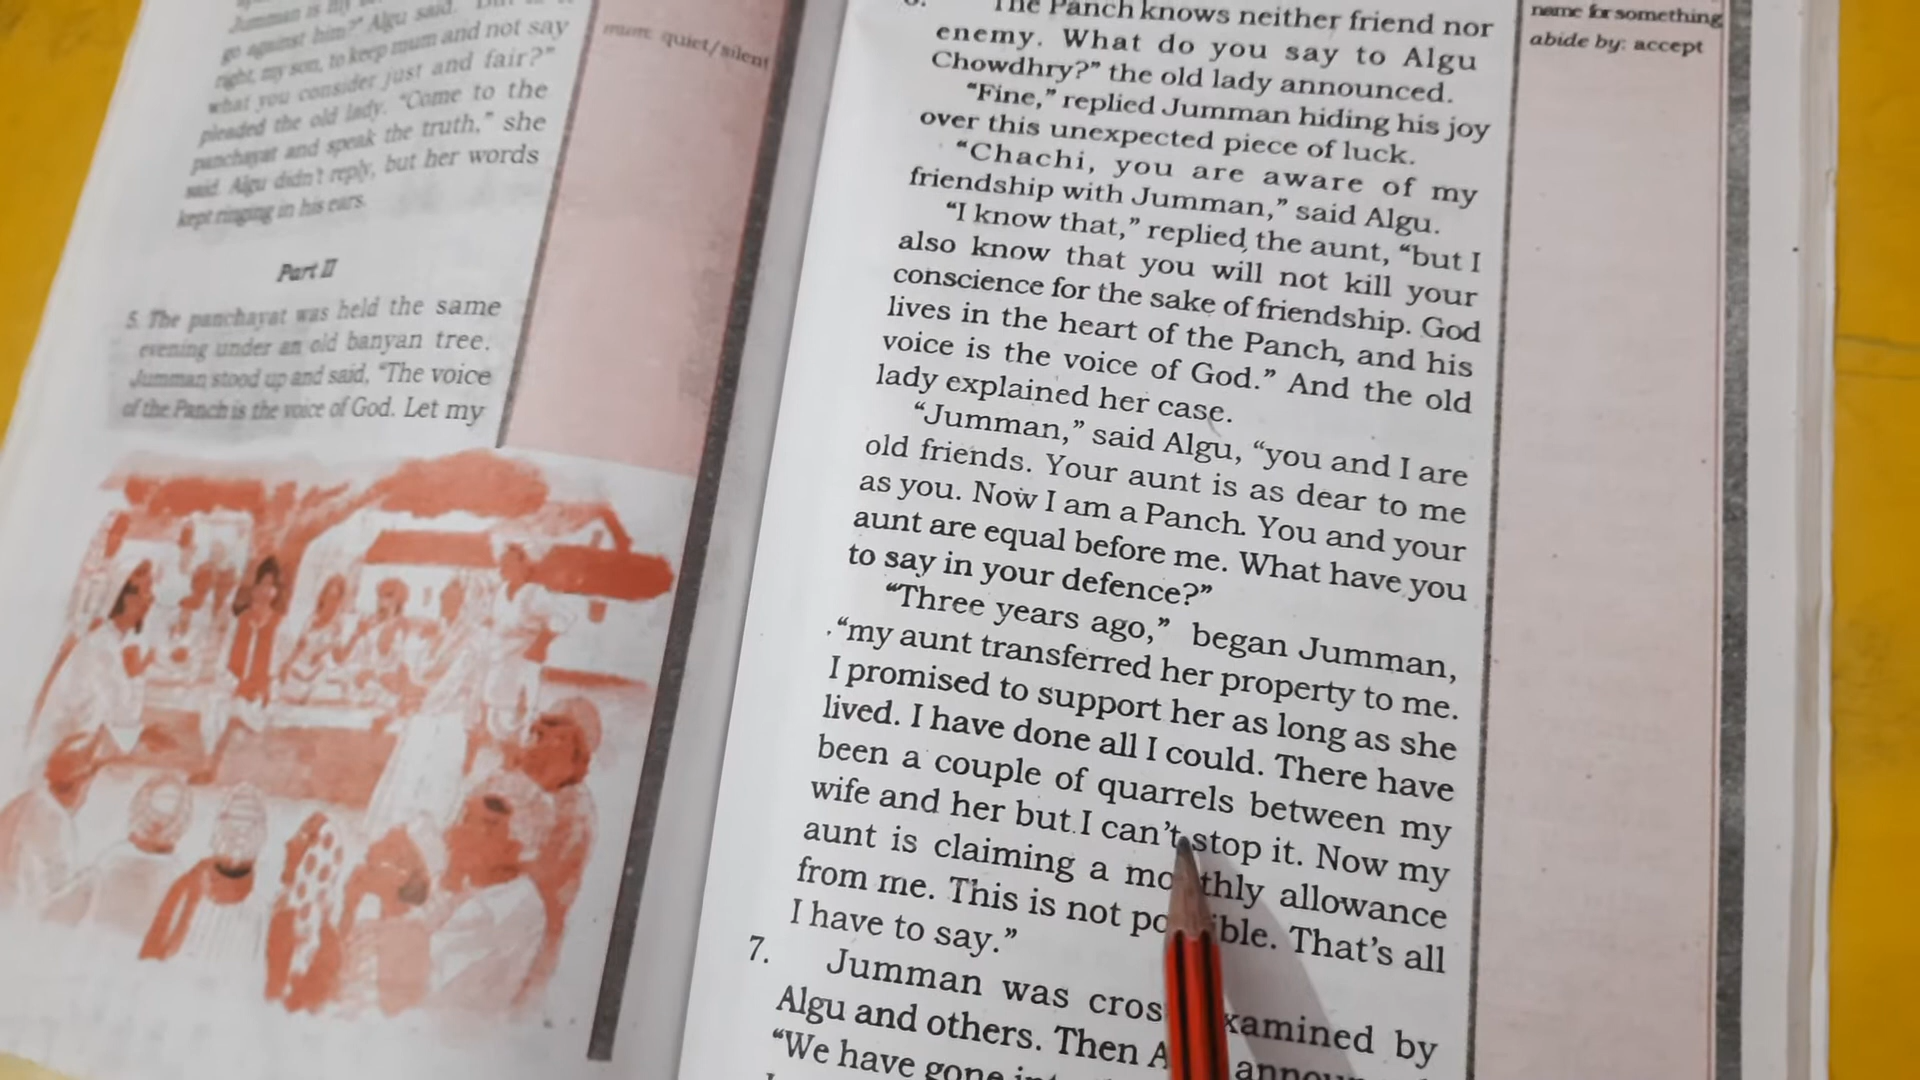 Jumman is my
go against him?" Algu said.
right, my son, to keep mum and not say
what you consider just and fair?"
pleaded the old lady. "Come to the
panchayat and speak the truth," she
said. Algu didn't reply, but her words
kept ringing in his ears.
mum: quiet/silent
Part II
5. The panchayat was held the same
evening under an old banyan tree.
Jumman stood up and said, "The voice
of the Panch is the voice of God. Let my
The Panch knows neither friend nor
enemy. What do you say to Algu
Chowdhry?" the old lady announced.
"Fine," replied Jumman hiding his joy
over this unexpected piece of luck.
"Chachi, you are aware of my
friendship with Jumman," said Algu.
"I know that," replied the aunt, "but I
also know that you will not kill your
conscience for the sake of friendship. God
lives in the heart of the Panch, and his
voice is the voice of God." And the old
lady explained her case.
"Jumman," said Algu, "you and I are
old friends. Your aunt is as dear to me
as you. Now I am a Panch. You and your
aunt are equal before me. What have you
to say in your defence?"
"Three years ago," began Jumman,
"my aunt transferred her property to me.
I promised to support her as long as she
lived. I have done all I could. There have
been a couple of quarrels between my
wife and her but I can't stop it. Now my
aunt is claiming a monthly allowance
from me. This is not possible. That's all
I have to say."
7. Jumman was cross examined by
Algu and others. Then
"We have gone
name for something
abide by: accept